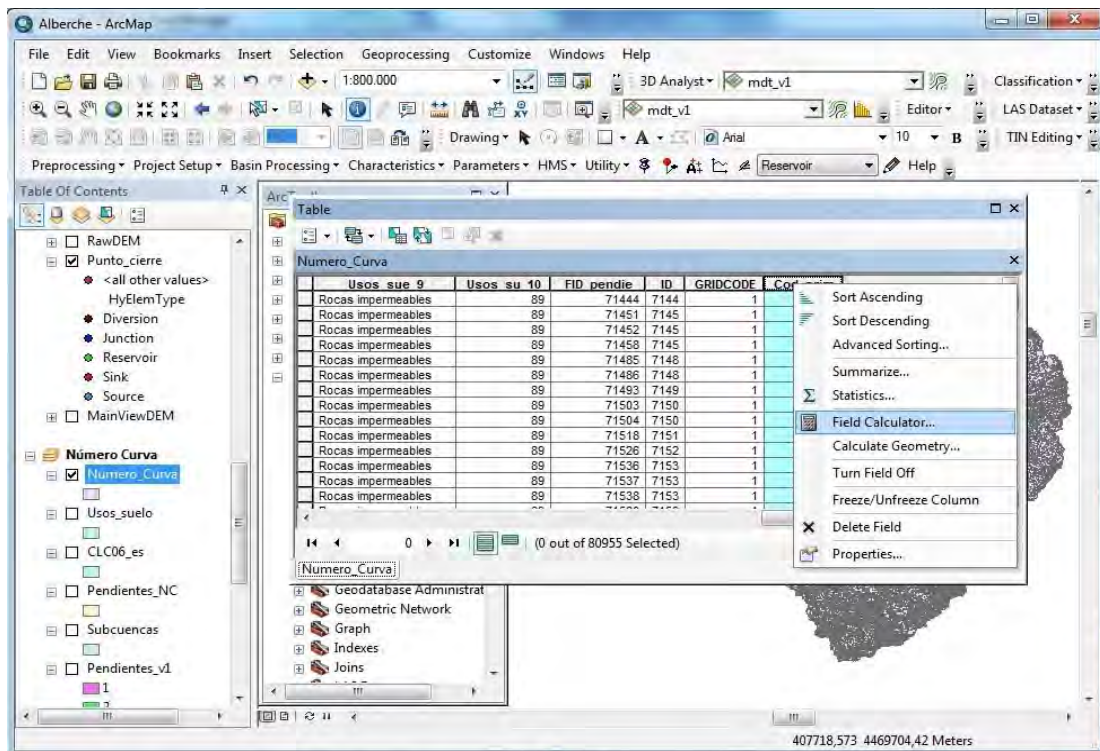 Alberche - ArcMap
File Edit View Bookmarks Insert Selection Geoprocessing Customize Windows Help
1:800.000 3D Analyst mdt_v1 Classification
mdt_v1 Editor LAS Dataset
Drawing A Arial 10 B TIN Editing
Preprocessing Project Setup Basin Processing Characteristics Parameters HMS Utility Reservoir Help
Table Of Contents
RawDEM
Punto_cierre
<all other values>
HyElemType
Diversion
Junction
Reservoir
Sink
Source
MainViewDEM
Número Curva
Numero_Curva
Usos_suelo
CLC06_es
Pendientes_NC
Subcuencas
Pendientes_v1
1
Table
Numero_Curva
Usos_sue_9 Usos_su_10 FID_pendie ID GRIDCODE
Rocas impermeables 89 71444 7144 1
Rocas impermeables 89 71451 7145 1
Rocas impermeables 89 71452 7145 1
Rocas impermeables 89 71458 7145 1
Rocas impermeables 89 71485 7148 1
Rocas impermeables 89 71486 7148 1
Rocas impermeables 89 71493 7149 1
Rocas impermeables 89 71503 7150 1
Rocas impermeables 89 71504 7150 1
Rocas impermeables 89 71518 7151 1
Rocas impermeables 89 71526 7152 1
Rocas impermeables 89 71536 7153 1
Rocas impermeables 89 71537 7153 1
Rocas impermeables 89 71538 7153 1
0 (0 out of 80955 Selected)
Numero_Curva
Sort Ascending
Sort Descending
Advanced Sorting...
Summarize...
Statistics...
Field Calculator...
Calculate Geometry...
Turn Field Off
Freeze/Unfreeze Column
Delete Field
Properties...
Geodatabase Administrat
Geometric Network
Graph
Indexes
Joins
407718,573 4469704,42 Meters